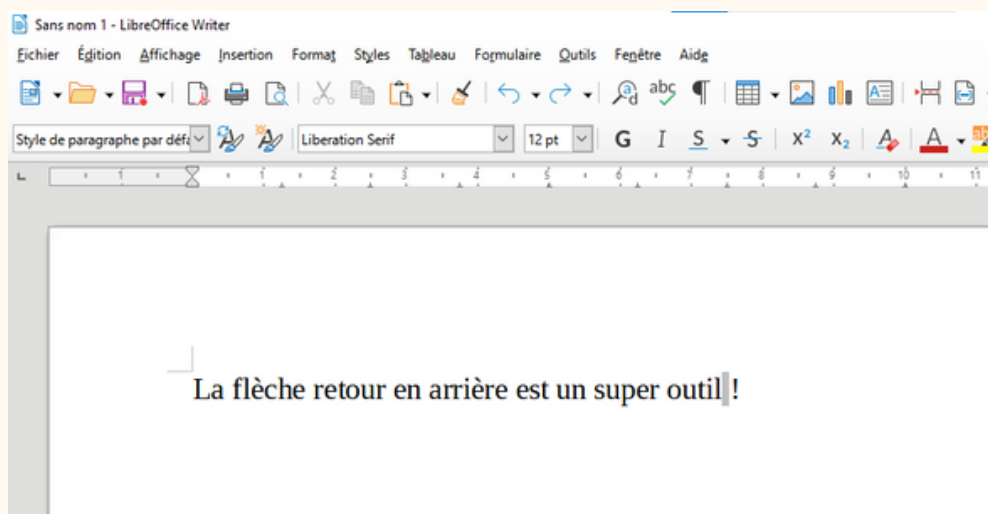 Sans nom 1 - LibreOffice Writer
Fichier Édition Affichage Insertion Format Styles Tableau Formulaire Outils Fenêtre Aide
Style de paragraphe par défa Liberation Serif 12 pt G I S S X² X₂ A A
1 1 2 3 4 5 6 7 8 9 10 11
La flèche retour en arrière est un super outil !